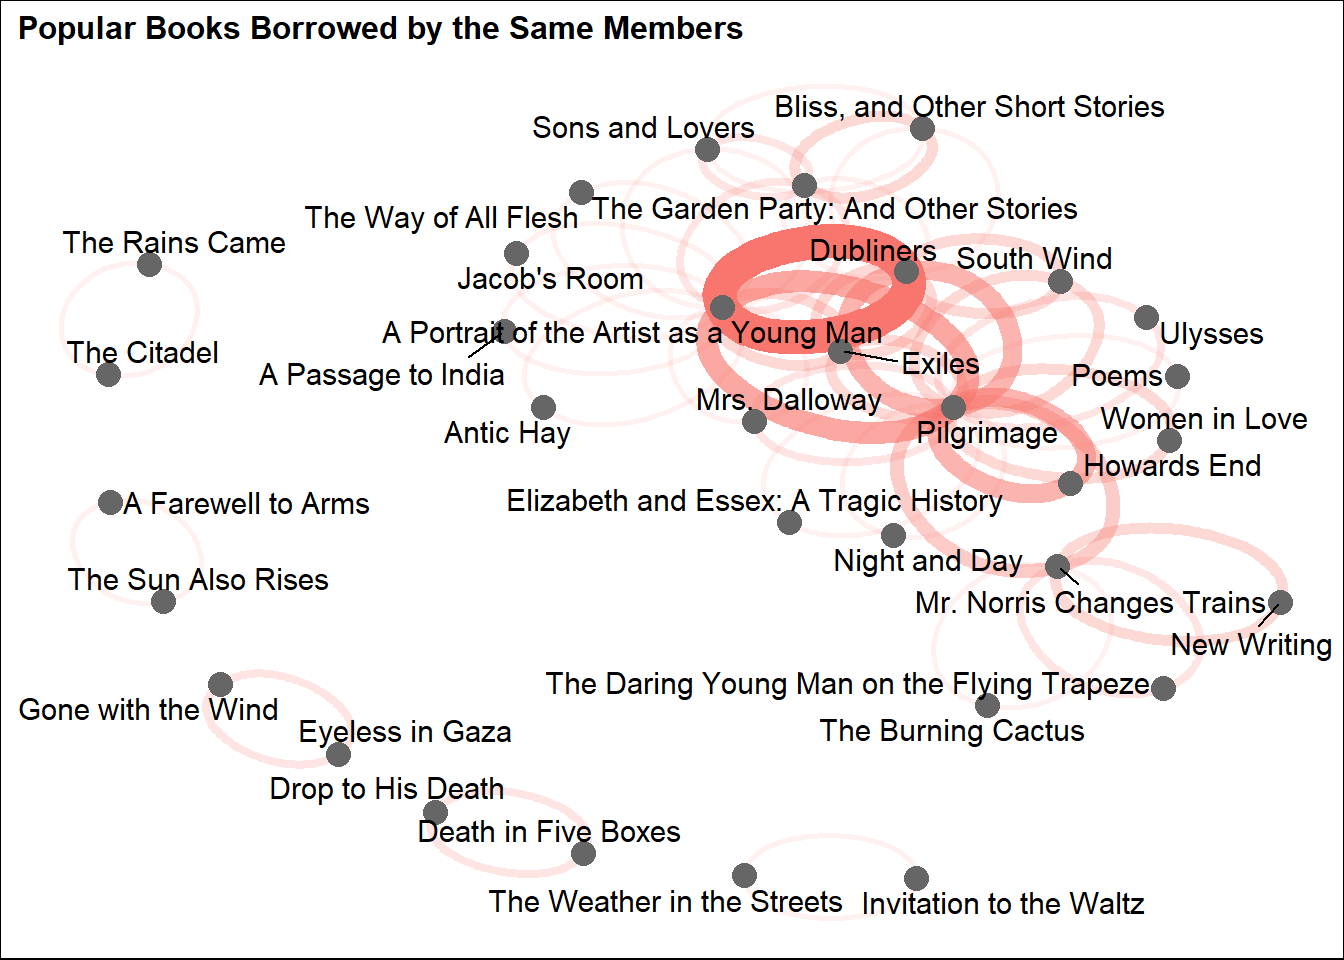 Popular Books Borrowed by the Same Members
Bliss, and Other Short Stories
Sons and Lovers
The Garden Party: And Other Stories
The Way of All Flesh
The Rains Came
Dubliners
South Wind
Jacob's Room
A Portrait of the Artist as a Young Man
Ulysses
The Citadel
Exiles
A Passage to India
Poems
Mrs. Dalloway
Women in Love
Antic Hay
Pilgrimage
Howards End
Elizabeth and Essex: A Tragic History
A Farewell to Arms
Night and Day
The Sun Also Rises
Mr. Norris Changes Trains
New Writing
The Daring Young Man on the Flying Trapeze
Gone with the Wind
The Burning Cactus
Eyeless in Gaza
Drop to His Death
Death in Five Boxes
The Weather in the Streets
Invitation to the Waltz